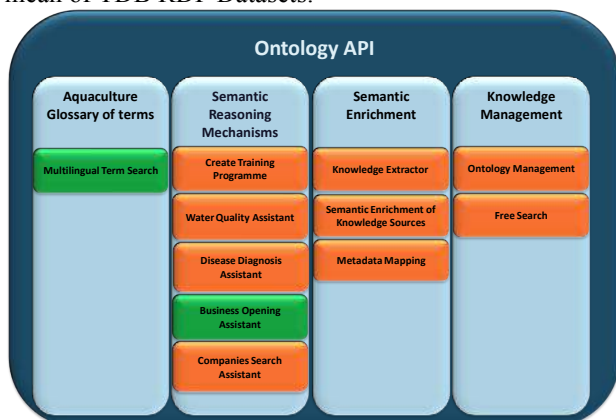 mean of TDB RDF Datasets.
Ontology API
Aquaculture
Glossary of terms
Multilingual Term Search
Semantic
Reasoning
Mechanisms
Create Training
Programme
Water Quality Assistant
Disease Diagnosis
Assistant
Business Opening
Assistant
Companies Search
Assistant
Semantic
Enrichment
Knowledge Extractor
Semantic Enrichment of
Knowledge Sources
Metadata Mapping
Knowledge
Management
Ontology Management
Free Search